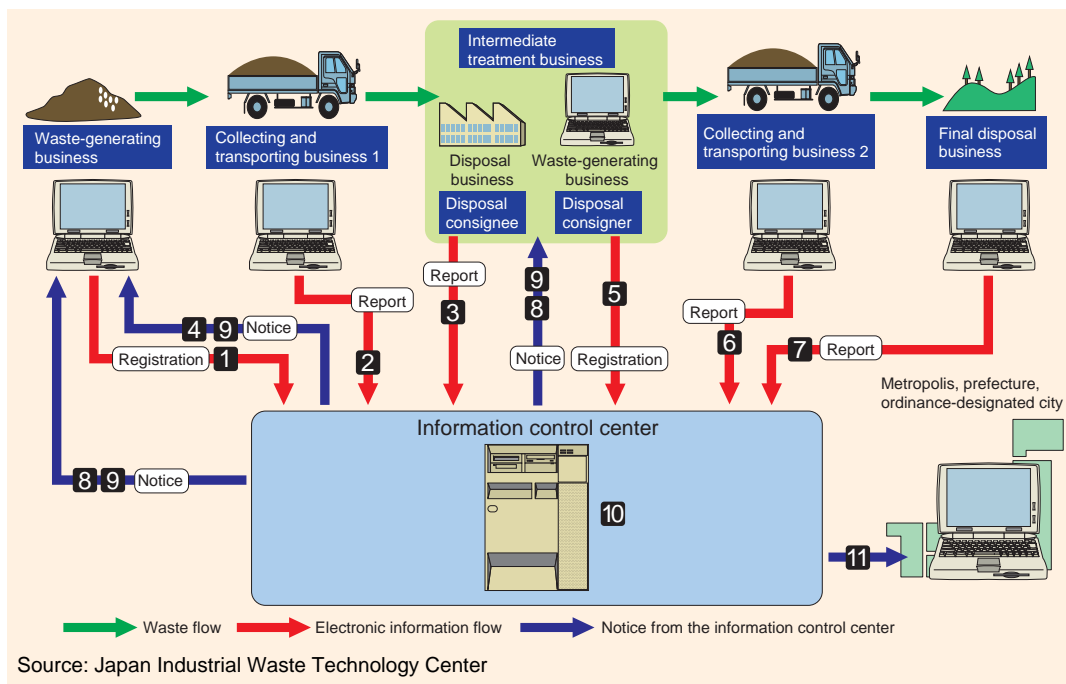 Intermediate
treatment business
Waste-generating
business
Collecting and
transporting business 1
Disposal
business
Waste-generating
business
Collecting and
transporting business 2
Final disposal
business
Disposal
consignee
Disposal
consigner
Report
3
9
8
Notice
5
Registration
Report
2
4 9 Notice
Registration 1
Report
6
7 Report
Metropolis, prefecture,
ordinance-designated city
Information control center
8 9 Notice
10
11
Waste flow
Electronic information flow
Notice from the information control center
Source: Japan Industrial Waste Technology Center